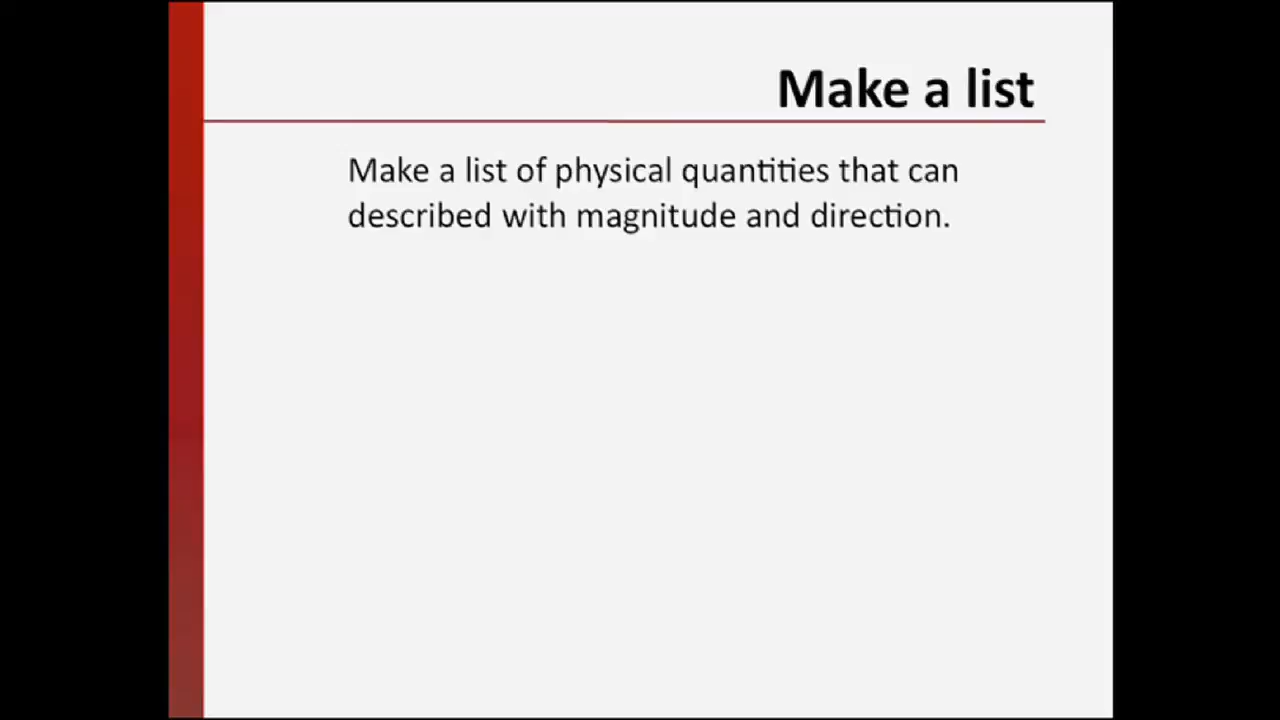 Make a list
Make a list of physical quantities that can
described with magnitude and direction.